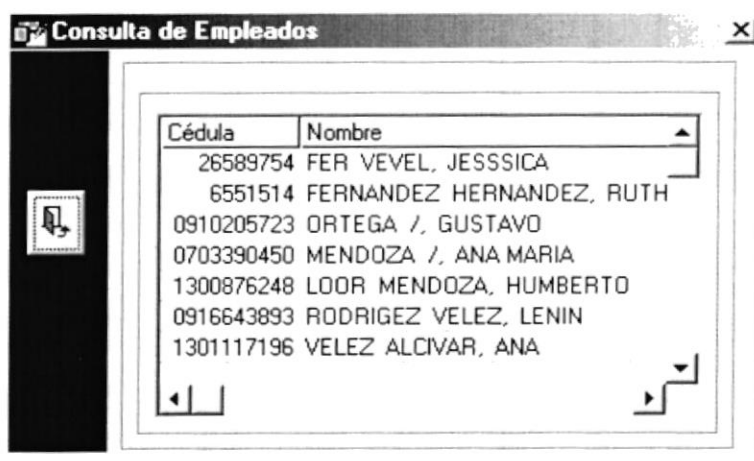 Consulta de Empleados
Cédula Nombre
26589754 FER VEVEL, JESSSICA
6551514 FERNANDEZ HERNANDEZ, RUTH
0910205723 ORTEGA /, GUSTAVO
0703390450 MENDOZA /, ANA MARIA
1300876248 LOOR MENDOZA, HUMBERTO
0916643893 RODRIGEZ VELEZ, LENIN
1301117196 VELEZ ALCIVAR, ANA